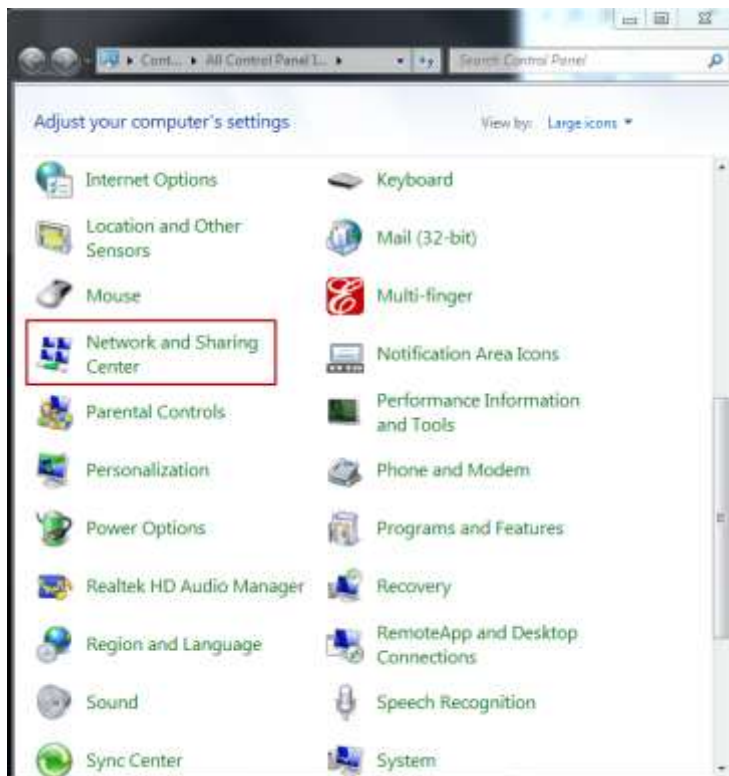 Cont... All Control Panel I...
Search Control Panel
Adjust your computer's settings
View by: Large icons
Internet Options
Keyboard
Location and Other
Sensors
Mail (32-bit)
Mouse
Multi-finger
Network and Sharing
Center
Notification Area Icons
Parental Controls
Performance Information
and Tools
Personalization
Phone and Modem
Power Options
Programs and Features
Realtek HD Audio Manager
Recovery
Region and Language
RemoteApp and Desktop
Connections
Sound
Speech Recognition
Sync Center
System